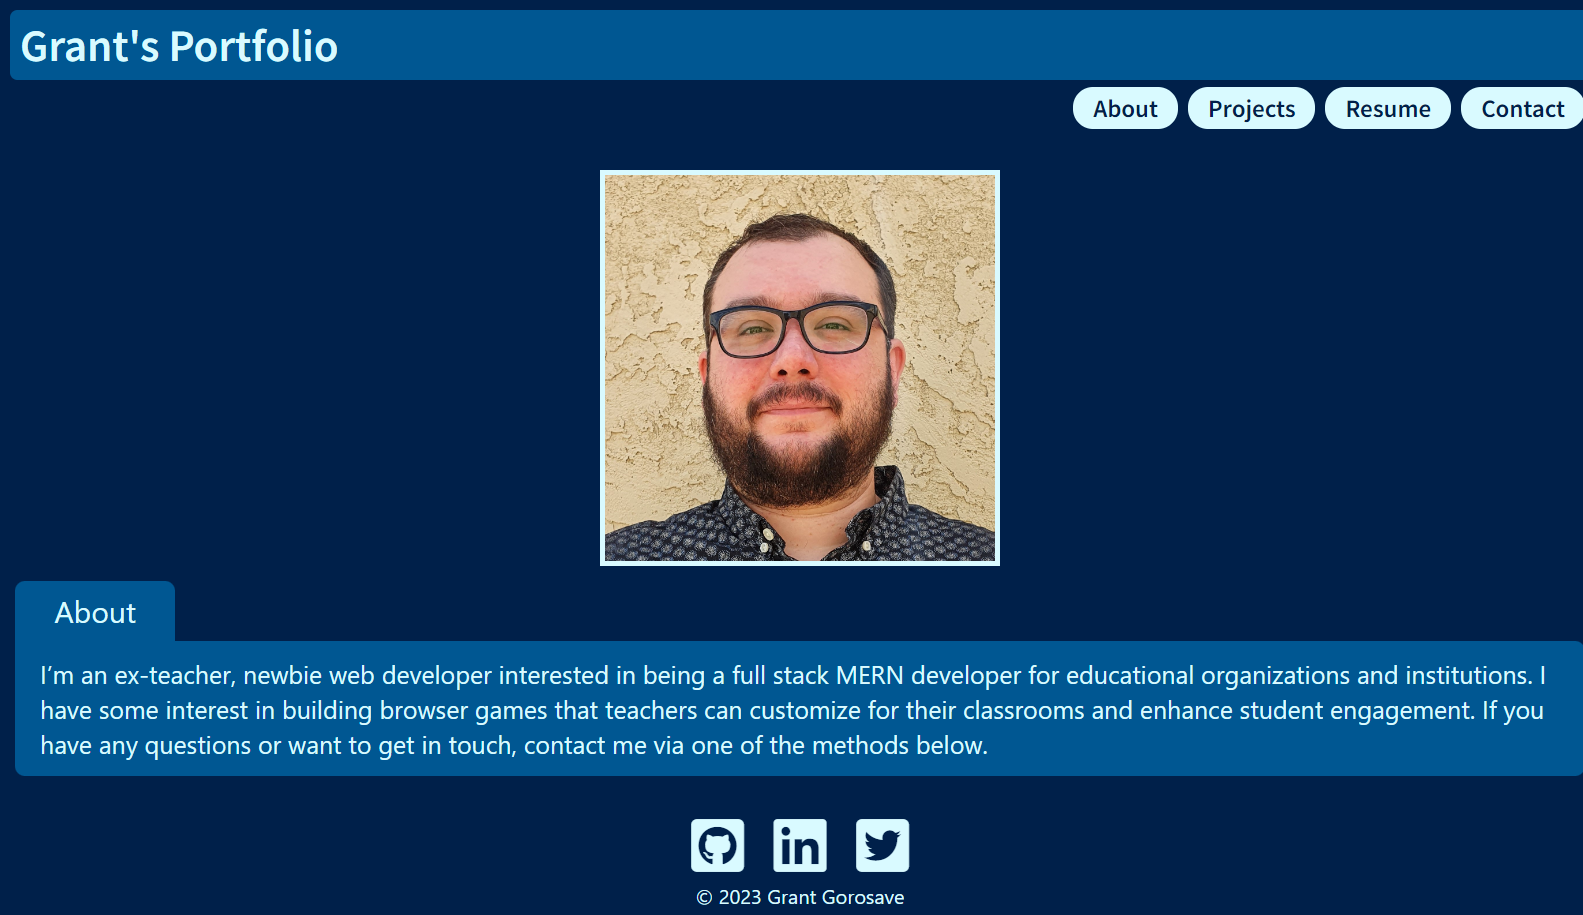 Grant's Portfolio
About Projects Resume Contact
About
I’m an ex-teacher, newbie web developer interested in being a full stack MERN developer for educational organizations and institutions. I
have some interest in building browser games that teachers can customize for their classrooms and enhance student engagement. If you
have any questions or want to get in touch, contact me via one of the methods below.
in
© 2023 Grant Gorosave